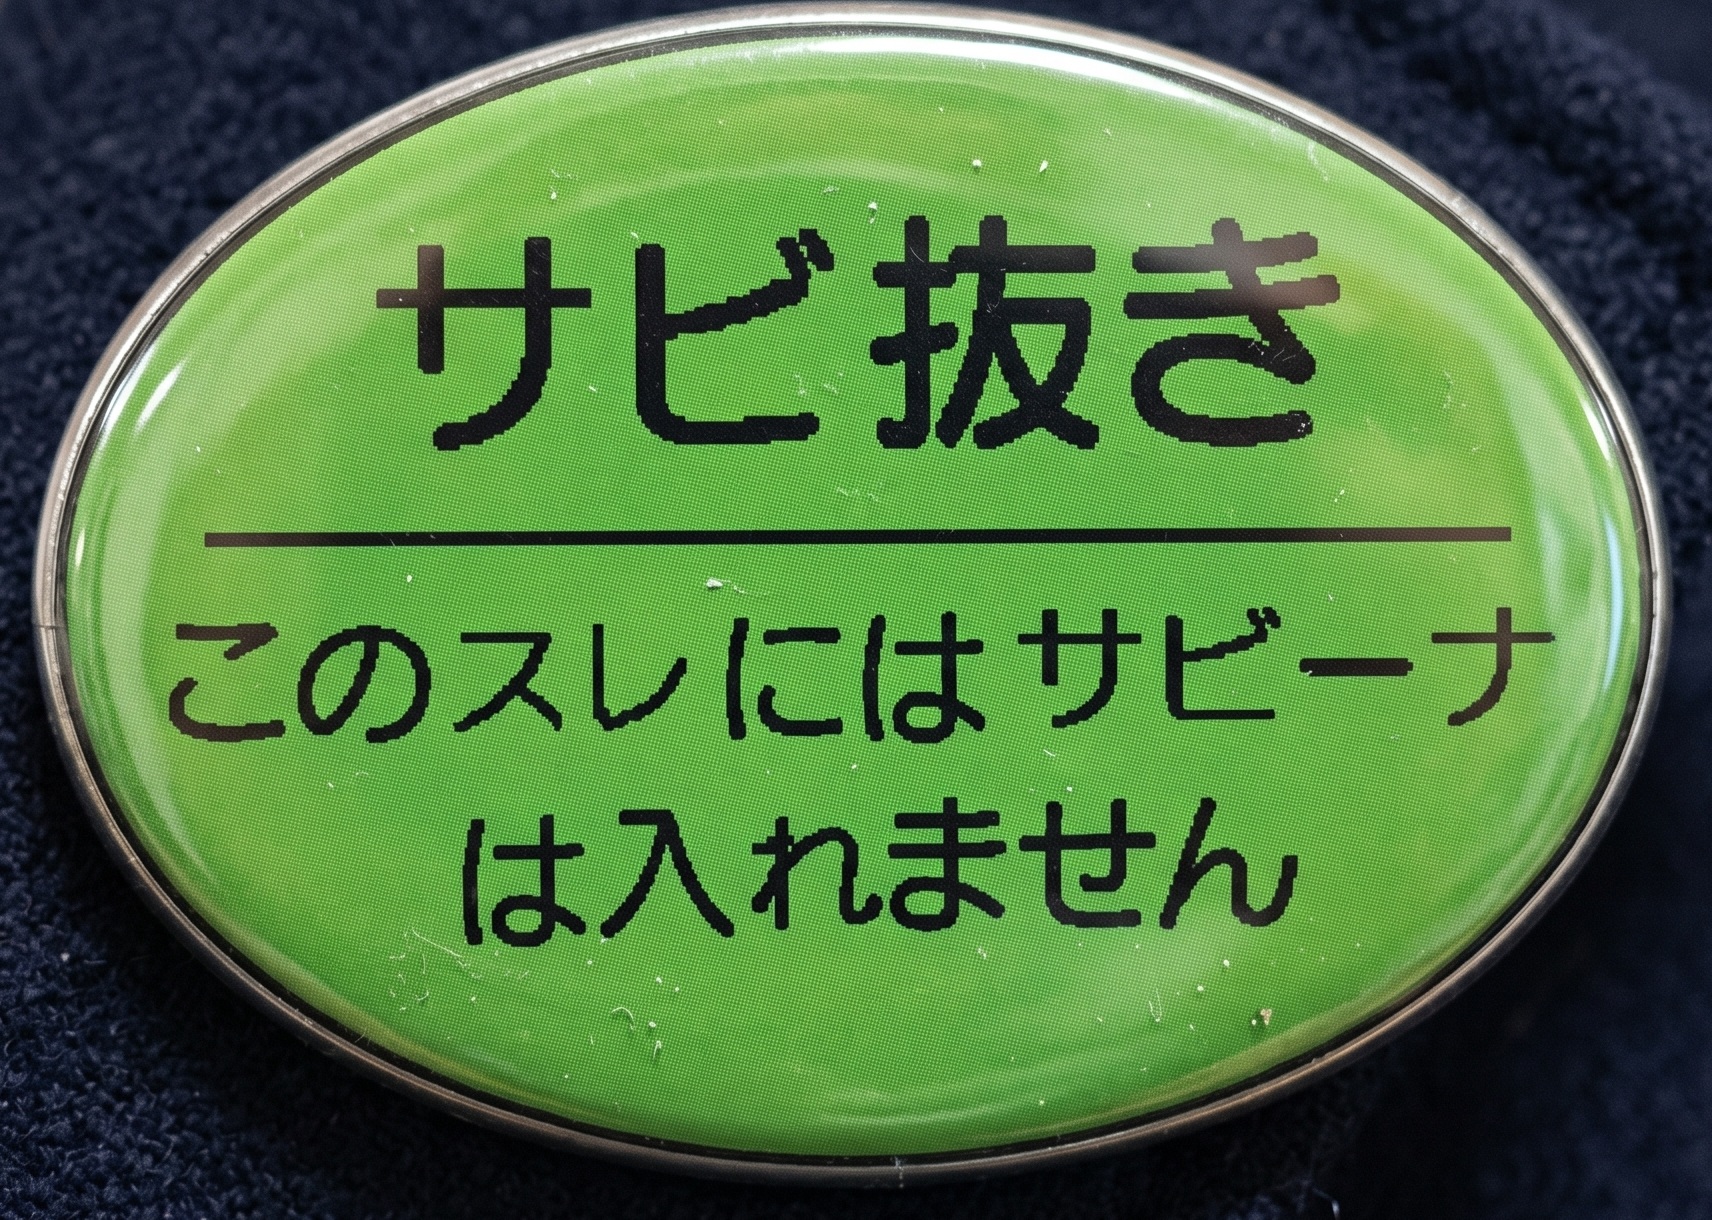 サビ抜き
このスレにはサビーナ
は入れません